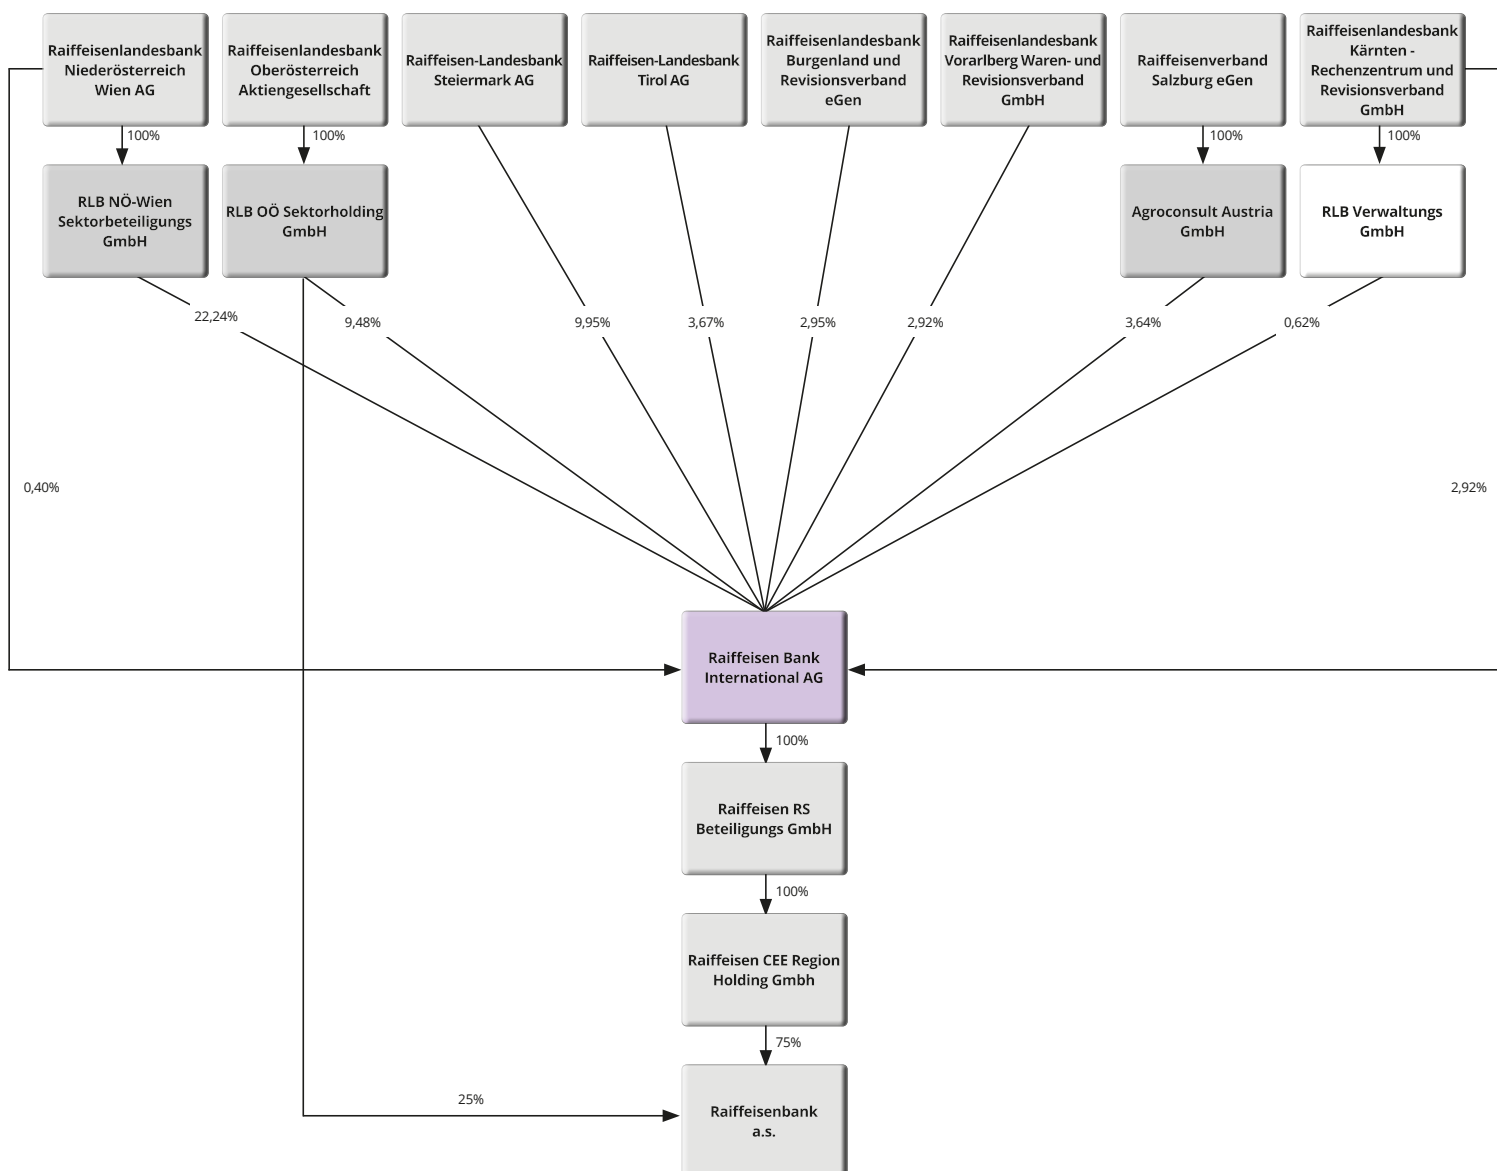 Raiffeisenlandesbank
Niederösterreich
Wien AG
Raiffeisenlandesbank
Oberösterreich
Aktiengesellschaft
Raiffeisen-Landesbank
Steiermark AG
Raiffeisen-Landesbank
Tirol AG
Raiffeisenlandesbank
Burgenland und
Revisionsverband
eGen
Raiffeisenlandesbank
Vorarlberg Waren- und
Revisionsverband
GmbH
Raiffeisenverband
Salzburg eGen
Raiffeisenlandesbank
Kärnten -
Rechenzentrum und
Revisionsverband
GmbH
100%
100%
100%
100%
RLB NÖ-Wien
Sektorbeteiligungs
GmbH
RLB OÖ Sektorholding
GmbH
Agroconsult Austria
GmbH
RLB Verwaltungs
GmbH
22,24%
9,48%
9,95%
3,67%
2,95%
2,92%
3,64%
0,62%
0,40%
2,92%
Raiffeisen Bank
International AG
100%
Raiffeisen RS
Beteiligungs GmbH
100%
Raiffeisen CEE Region
Holding Gmbh
75%
25%
Raiffeisenbank
a.s.